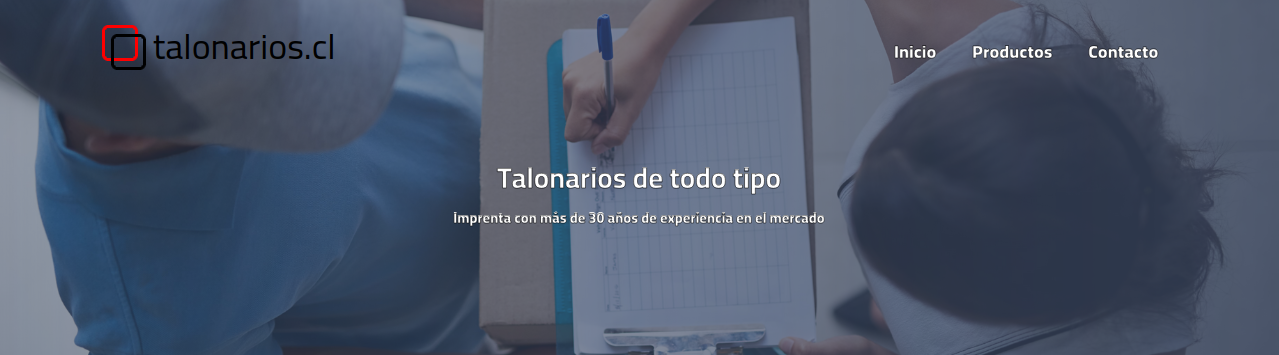 talonarios.cl
Inicio Productos Contacto
Talonarios de todo tipo
Imprenta con más de 30 años de experiencia en el mercado